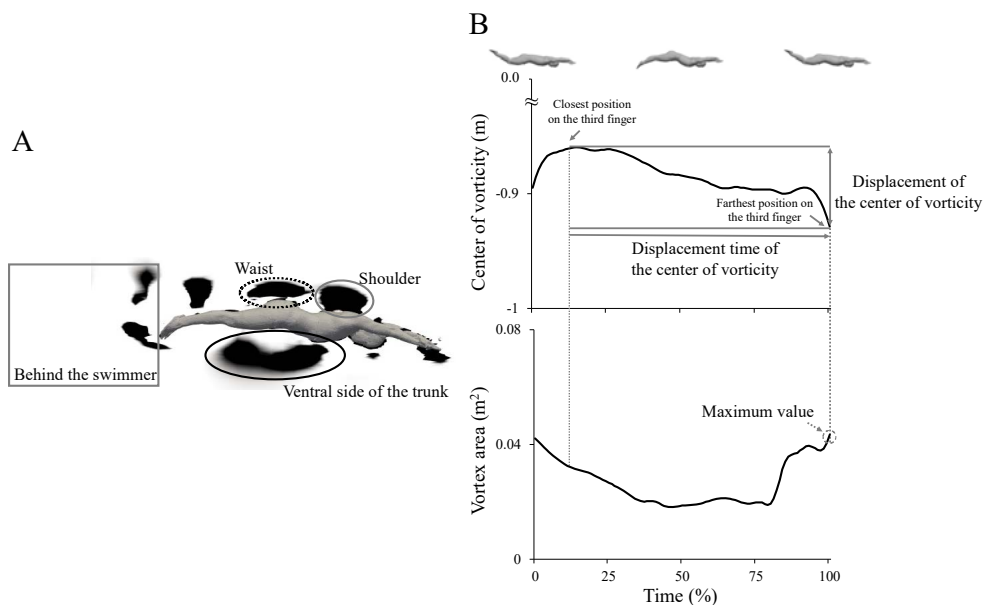 A
Waist
Shoulder
Behind the swimmer
Ventral side of the trunk
B
Center of vorticity (m)
0.0
-0.9
-1
Closest position
on the third finger
Farthest position on
the third finger
Displacement of
the center of vorticity
Displacement time of
the center of vorticity
Vortex area (m²)
0.08
0.04
0
Maximum value
0
25
50
75
100
Time (%)